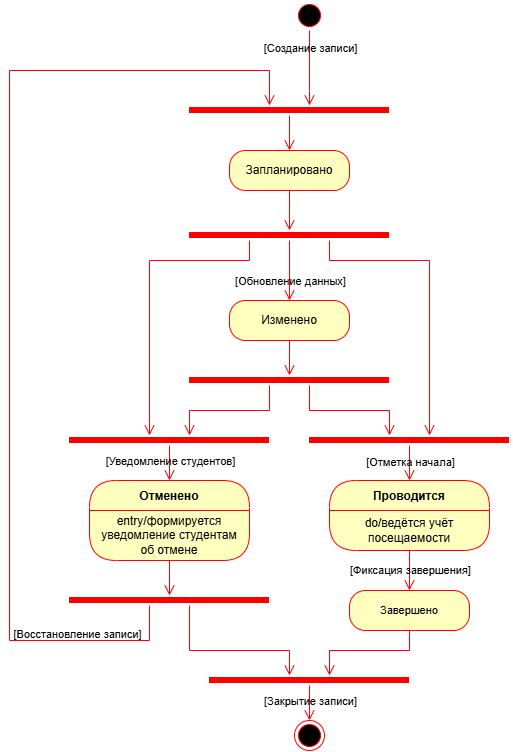 [Создание записи]
Запланировано
[Обновление данных]
Изменено
[Уведомление студентов]
[Отметка начала]
Отменено
entry/формируется
уведомление студентам
об отмене
Проводится
do/ведётся учёт
посещаемости
[Фиксация завершения]
Завершено
[Восстановление записи]
[Закрытие записи]